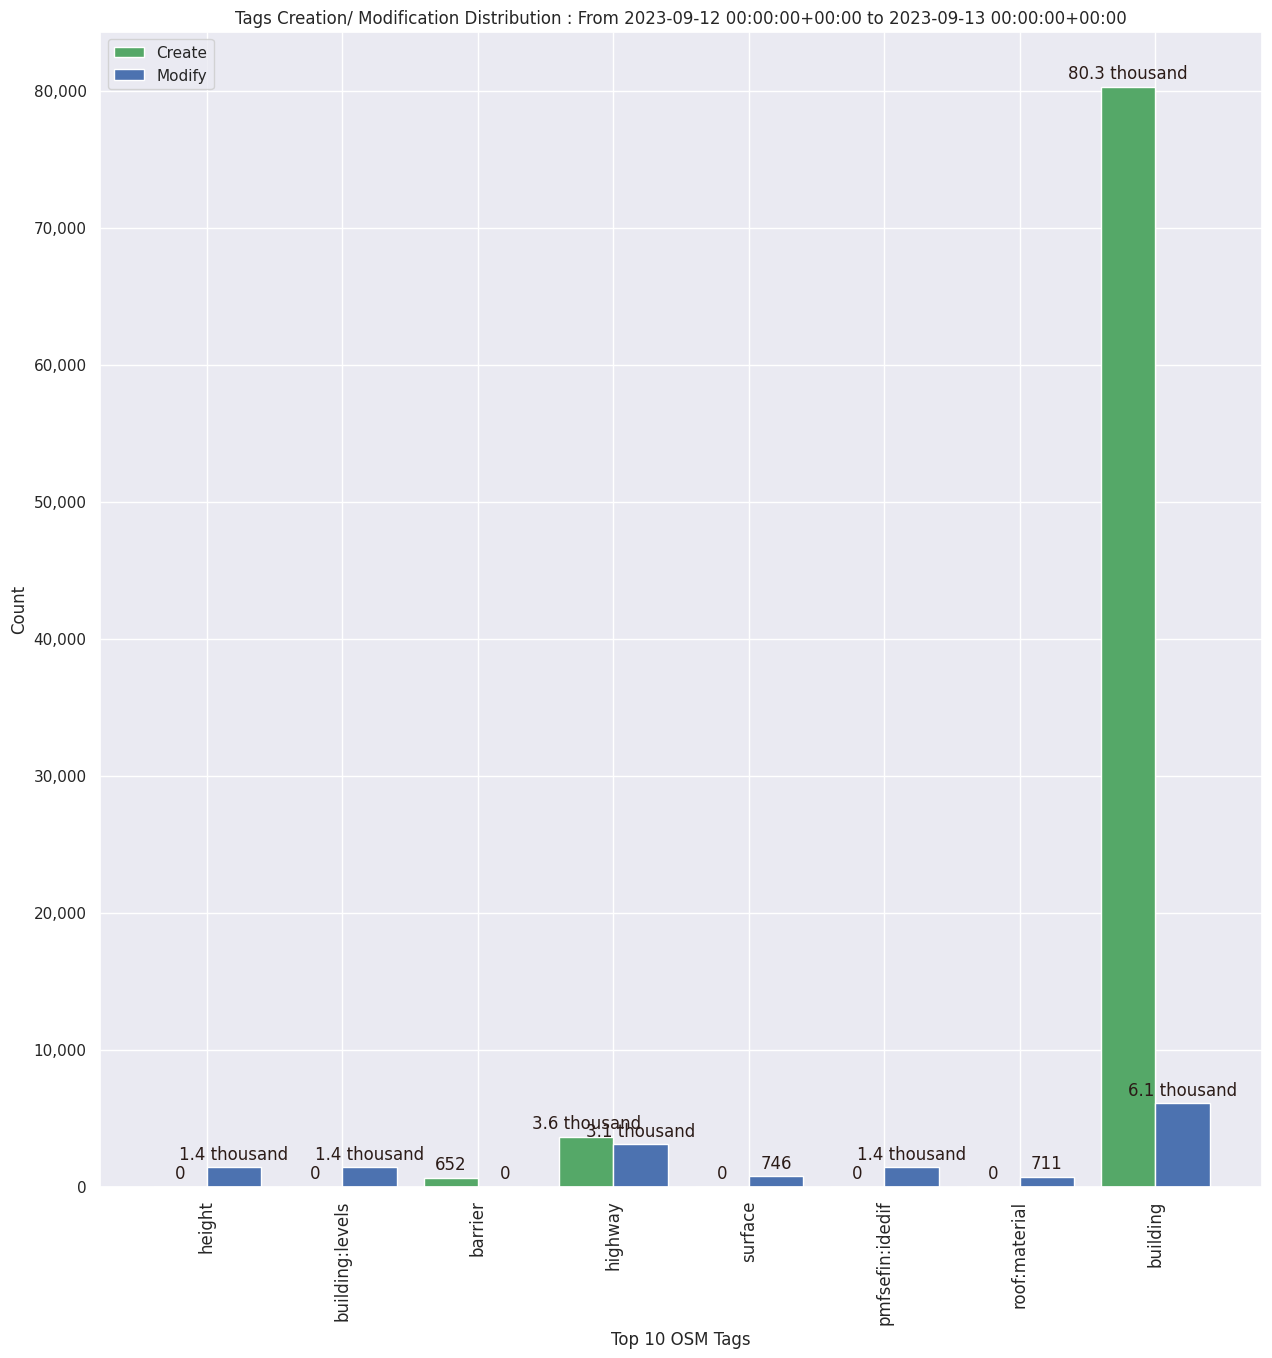 Tags Creation/ Modification Distribution : From 2023-09-12 00:00:00+00:00 to 2023-09-13 00:00:00+00:00
Create
Modify
80.3 thousand
80,000
70,000
60,000
50,000
40,000
30,000
20,000
10,000
0
Count
0
1.4 thousand
0
1.4 thousand
652
0
3.6 thousand
3.1 thousand
0
746
0
1.4 thousand
0
711
6.1 thousand
height
building:levels
barrier
highway
surface
pmfsefin:idedif
roof:material
building
Top 10 OSM Tags